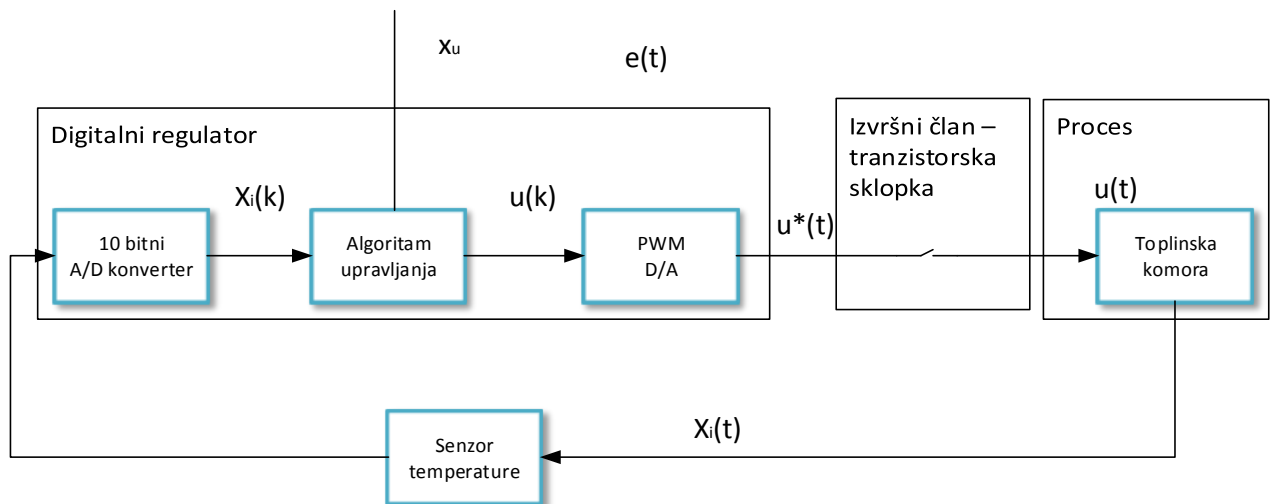 xu
e(t)
Digitalni regulator
Izvršni član –
tranzistorska
sklopka
Proces
Xi(k)
u(k)
u*(t)
u(t)
10 bitni
A/D konverter
Algoritam
upravljanja
PWM
D/A
Toplinska
komora
Xi(t)
Senzor
temperature